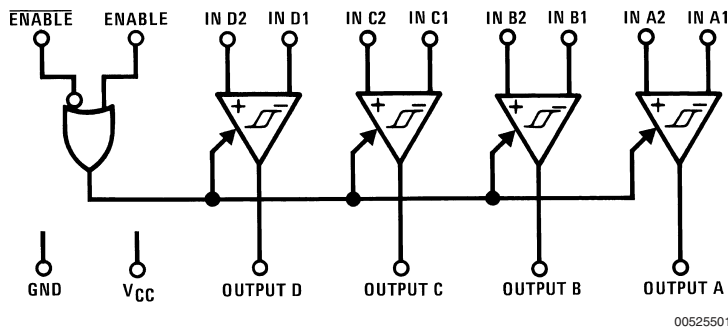 E̅N̅A̅B̅L̅E̅ ENABLE IN D2 IN D1 IN C2 IN C1 IN B2 IN B1 IN A2 IN A1
+ − + − + − + −
GND VCC OUTPUT D OUTPUT C OUTPUT B OUTPUT A
00525501